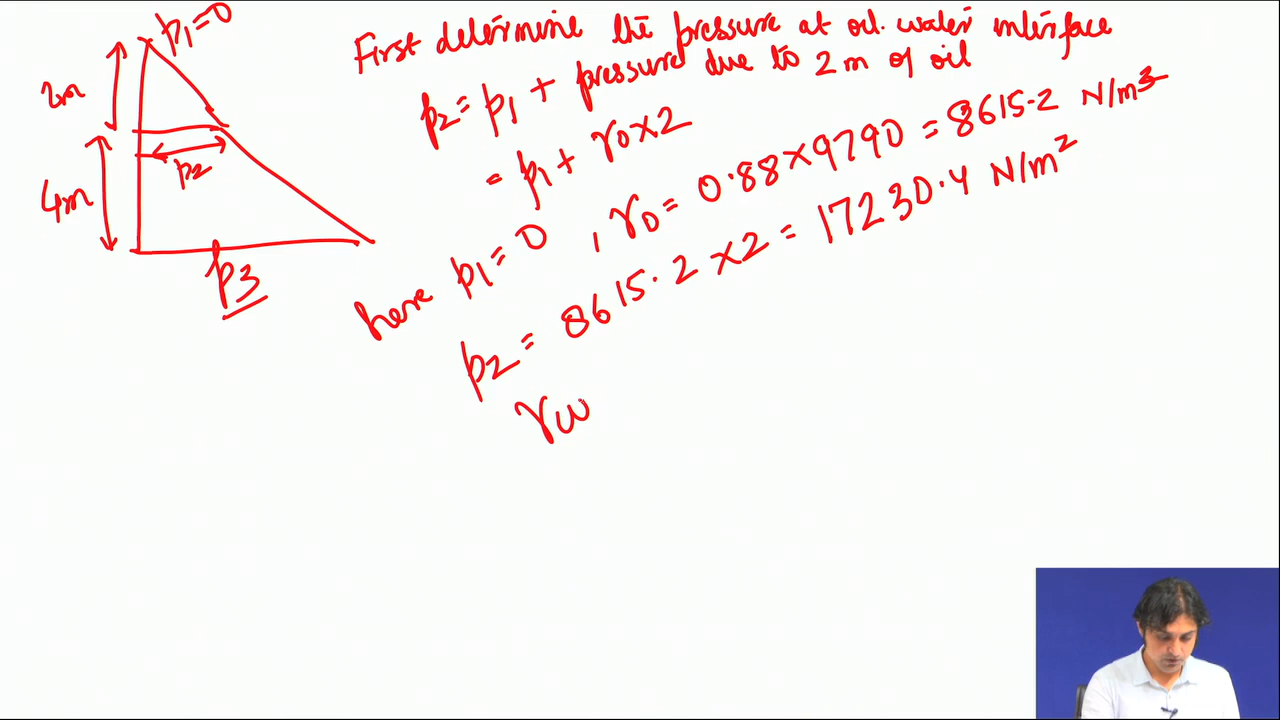 p1=0
2m
p2
4m
p3
First determine the pressure at oil-water interface
p2 = p1 + pressure due to 2 m of oil
= p1 + γ0×2
here p1=0 , γ0 = 0.88×9790 = 8615.2 N/m3
p2 = 8615.2 ×2 = 17230.4 N/m2
γw